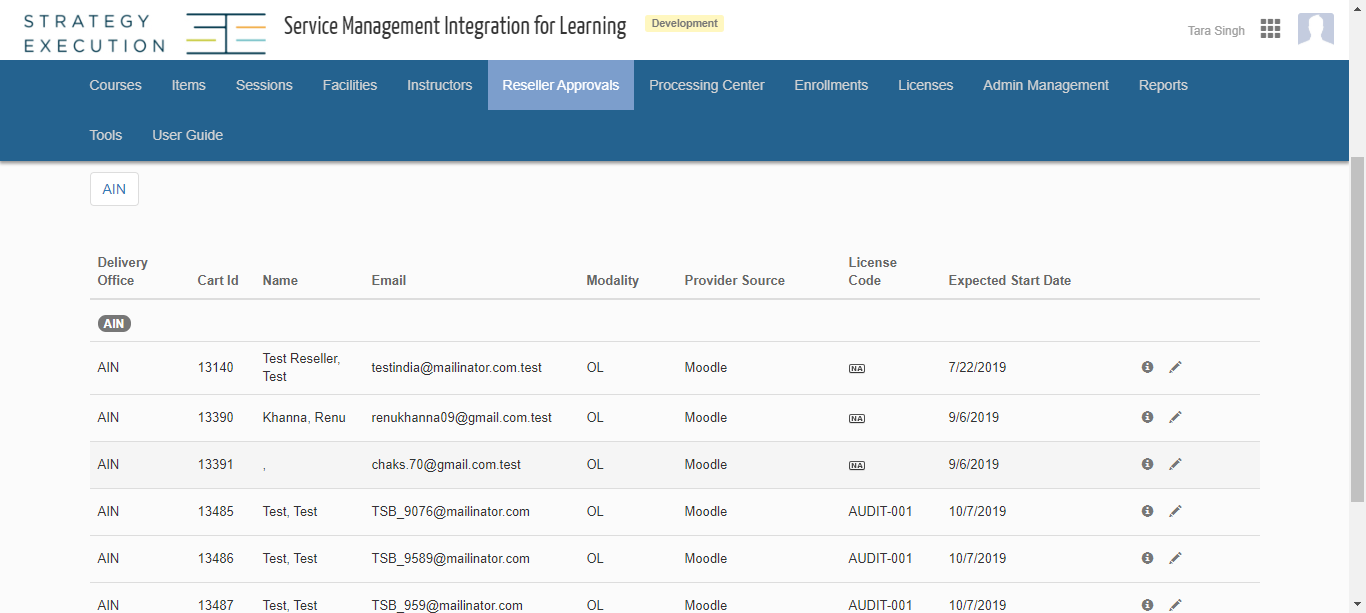 STRATEGY
EXECUTION
Service Management Integration for Learning
Development
Tara Singh
Courses Items Sessions Facilities Instructors Reseller Approvals Processing Center Enrollments Licenses Admin Management Reports
Tools User Guide
AIN
Delivery Office Cart Id Name Email Modality Provider Source License Code Expected Start Date
AIN
AIN 13140 Test Reseller, Test testindia@mailinator.com.test OL Moodle NA 7/22/2019
AIN 13390 Khanna, Renu renukhanna09@gmail.com.test OL Moodle NA 9/6/2019
AIN 13391 , chaks.70@gmail.com.test OL Moodle NA 9/6/2019
AIN 13485 Test, Test TSB_9076@mailinator.com OL Moodle AUDIT-001 10/7/2019
AIN 13486 Test, Test TSB_9589@mailinator.com OL Moodle AUDIT-001 10/7/2019
AIN 13487 Test, Test TSB_959@mailinator.com OL Moodle AUDIT-001 10/7/2019